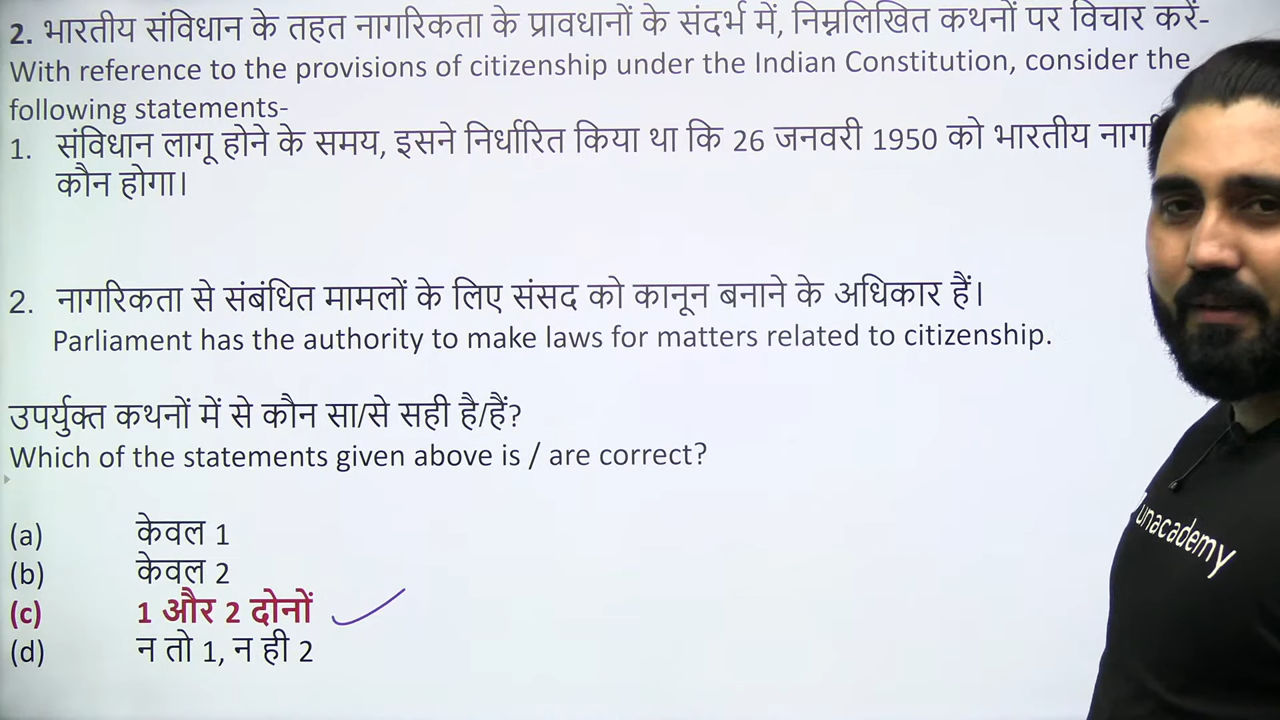 2. भारतीय संविधान के तहत नागरिकता के प्रावधानों के संदर्भ में, निम्नलिखित कथनों पर विचार करें-
With reference to the provisions of citizenship under the Indian Constitution, consider the
following statements-
1. संविधान लागू होने के समय, इसने निर्धारित किया था कि 26 जनवरी 1950 को भारतीय
कौन होगा।
2. नागरिकता से संबंधित मामलों के लिए संसद को कानून बनाने के अधिकार हैं।
Parliament has the authority to make laws for matters related to citizenship.
उपर्युक्त कथनों में से कौन सा/से सही है/हैं?
Which of the statements given above is / are correct?
(a) केवल 1
(b) केवल 2
(c) 1 और 2 दोनों
(d) न तो 1, न ही 2
unacademy